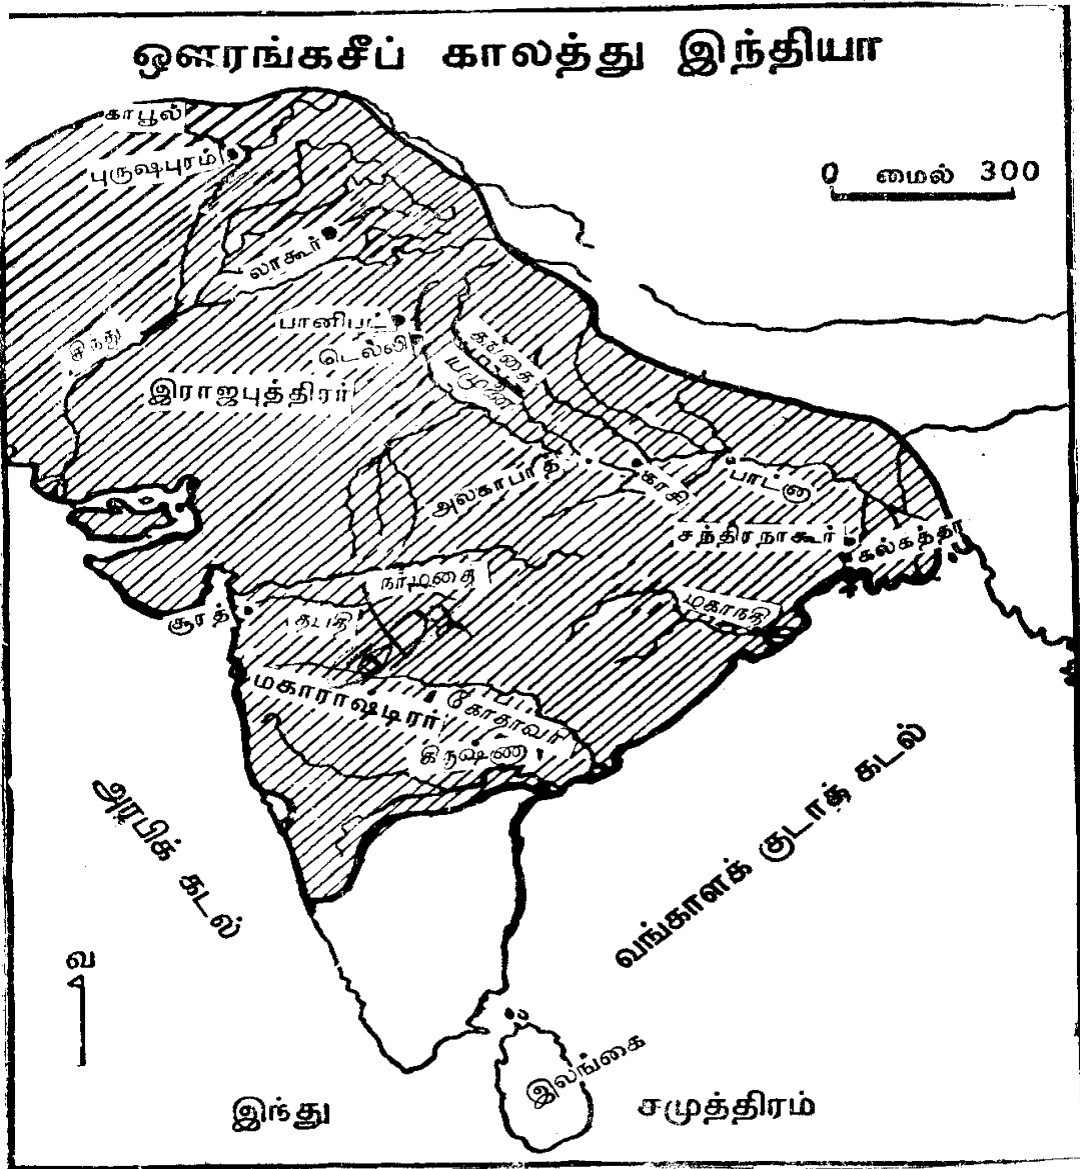 ஔரங்கசீப் காலத்து இந்தியா
காபூல்
புருஷபுரம்
0 மைல் 300
லாகூர்
பானிபட்
டெல்லி
இந்து
கங்கை
யமுனை
இராஜபுத்திரர்
அலகாபாத்
காசி
பாட்னா
சந்திரநாகூர்
கல்கத்தா
நர்மதை
சூரத்
தபதி
மகாநதி
மகாராஷ்டிரர்
கோதாவரி
கிருஷ்ணா
அரபிக் கடல்
வங்காளக் குடாக் கடல்
வ
இலங்கை
இந்து சமுத்திரம்